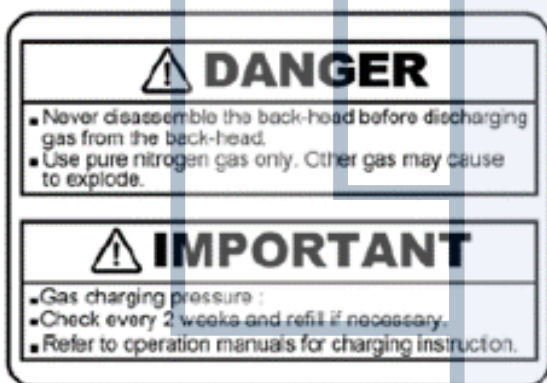 DANGER
Never disassemble the back-head before discharging
gas from the back-head.
Use pure nitrogen gas only. Other gas may cause
to explode.
IMPORTANT
Gas charging pressure :
Check every 2 weeks and refill if necessary.
Refer to operation manuals for charging instruction.